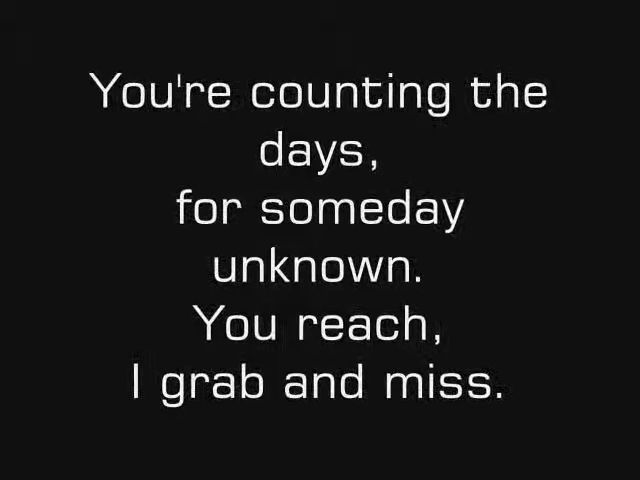 You're counting the
days,
for someday
unknown.
You reach,
I grab and miss.